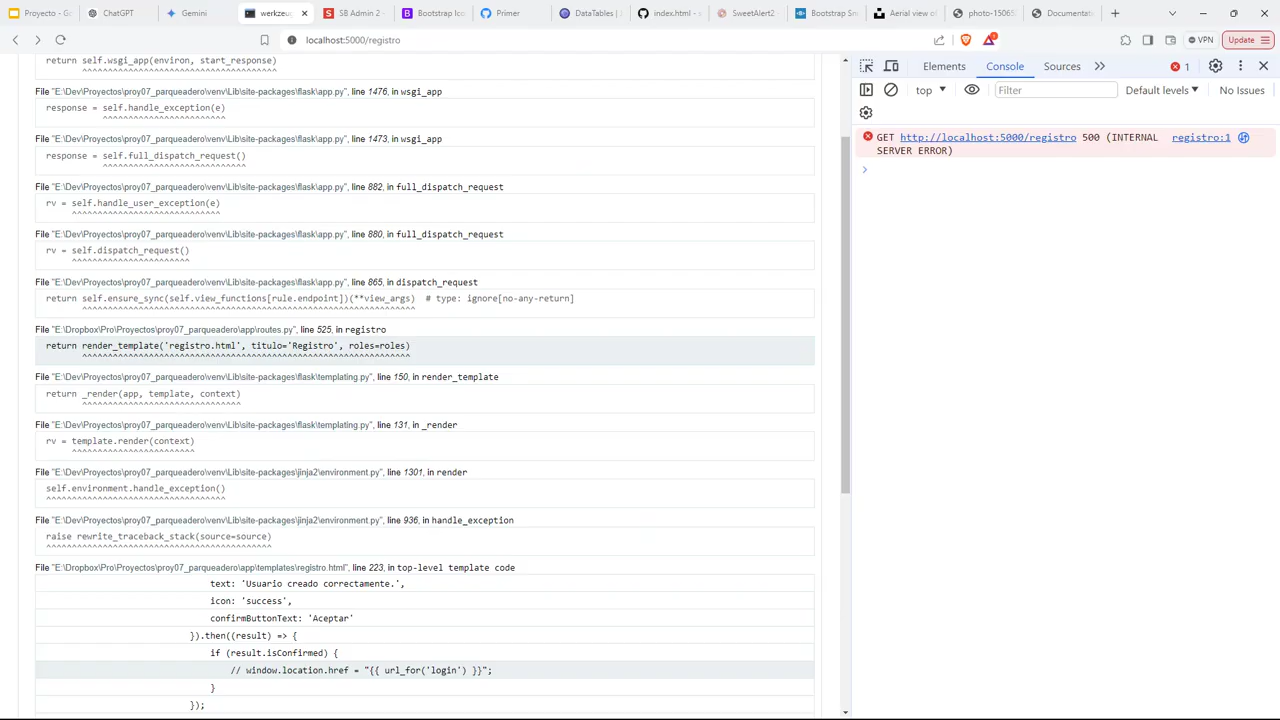 Proyecto - G
ChatGPT
Gemini
werkzeu
SB Admin 2
Bootstrap Ic
Primer
DataTables |
index.html -
SweetAlert2
Bootstrap Sn
Aerial view o
photo-15065
Documentat
localhost:5000/registro
VPN
Update
return self.wsgi_app(environ, start_response)
^^^^^^^^^^^^^^^^^^^^^^^^^^^^^^^^^^^^^^
File "E:\Dev\Proyectos\proy07_parqueadero\venv\Lib\site-packages\flask\app.py", line 1476, in wsgi_app
response = self.handle_exception(e)
^^^^^^^^^^^^^^^^^^^^^^^^
File "E:\Dev\Proyectos\proy07_parqueadero\venv\Lib\site-packages\flask\app.py", line 1473, in wsgi_app
response = self.full_dispatch_request()
^^^^^^^^^^^^^^^^^^^^^^^^^^^^
File "E:\Dev\Proyectos\proy07_parqueadero\venv\Lib\site-packages\flask\app.py", line 882, in full_dispatch_request
rv = self.handle_user_exception(e)
^^^^^^^^^^^^^^^^^^^^^^^^^^^^^
File "E:\Dev\Proyectos\proy07_parqueadero\venv\Lib\site-packages\flask\app.py", line 880, in full_dispatch_request
rv = self.dispatch_request()
^^^^^^^^^^^^^^^^^^^^^^^
File "E:\Dev\Proyectos\proy07_parqueadero\venv\Lib\site-packages\flask\app.py", line 865, in dispatch_request
return self.ensure_sync(self.view_functions[rule.endpoint])(**view_args)  # type: ignore[no-any-return]
^^^^^^^^^^^^^^^^^^^^^^^^^^^^^^^^^^^^^^^^^^^^^^^^^^^^^^^^^^^^^^^^^
File "E:\Dropbox\Pro\Proyectos\proy07_parqueadero\app\routes.py", line 525, in registro
return render_template('registro.html', titulo='Registro', roles=roles)
^^^^^^^^^^^^^^^^^^^^^^^^^^^^^^^^^^^^^^^^^^^^^^^^^^^^^^^^^^^^^^^^
File "E:\Dev\Proyectos\proy07_parqueadero\venv\Lib\site-packages\flask\templating.py", line 150, in render_template
return _render(app, template, context)
^^^^^^^^^^^^^^^^^^^^^^^^^^^^^^^
File "E:\Dev\Proyectos\proy07_parqueadero\venv\Lib\site-packages\flask\templating.py", line 131, in _render
rv = template.render(context)
^^^^^^^^^^^^^^^^^^^^^^^^
File "E:\Dev\Proyectos\proy07_parqueadero\venv\Lib\site-packages\jinja2\environment.py", line 1301, in render
self.environment.handle_exception()
^^^^^^^^^^^^^^^^^^^^^^^^^^^^^^^^^^^
File "E:\Dev\Proyectos\proy07_parqueadero\venv\Lib\site-packages\jinja2\environment.py", line 936, in handle_exception
raise rewrite_traceback_stack(source=source)
^^^^^^^^^^^^^^^^^^^^^^^^^^^^^^^^^^^^^^^^^^^^
File "E:\Dropbox\Pro\Proyectos\proy07_parqueadero\app\templates\registro.html", line 223, in top-level template code
text: 'Usuario creado correctamente.',
icon: 'success',
confirmButtonText: 'Aceptar'
}).then((result) => {
if (result.isConfirmed) {
// window.location.href = "{{ url_for('login') }}";
}
});
Elements
Console
Sources
1
top
Filter
Default levels
No Issues
GET http://localhost:5000/registro 500 (INTERNAL registro:1
SERVER ERROR)